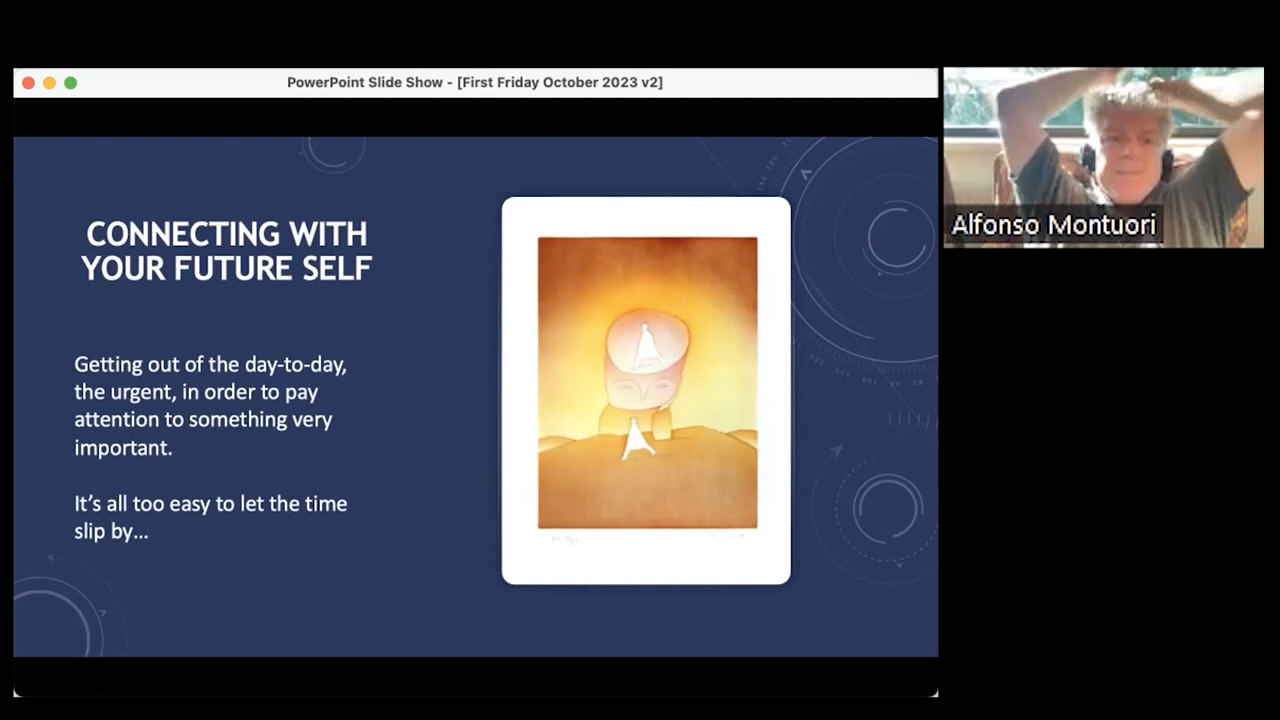 PowerPoint Slide Show - [First Friday October 2023 v2]
CONNECTING WITH
YOUR FUTURE SELF
Getting out of the day-to-day,
the urgent, in order to pay
attention to something very
important.
It's all too easy to let the time
slip by...
Alfonso Montuori